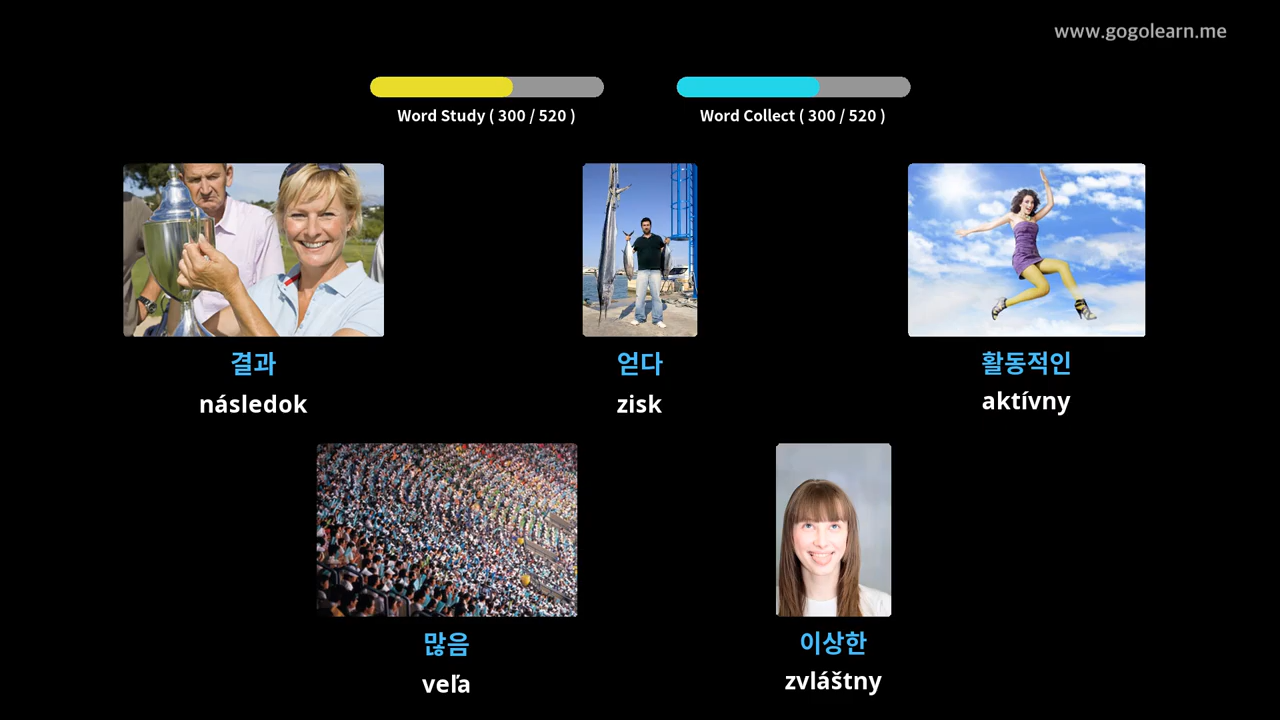 www.gogolearn.me
Word Study ( 300 / 520 )
Word Collect ( 300 / 520 )
결과
následok
얻다
zisk
활동적인
aktívny
많음
veľa
이상한
zvláštny